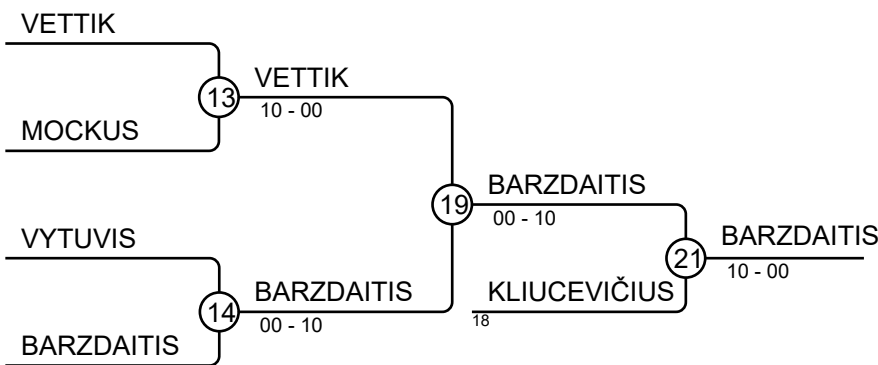 VETTIK
13
VETTIK
10 - 00
MOCKUS
19
BARZDAITIS
00 - 10
VYTUVIS
21
BARZDAITIS
10 - 00
14
BARZDAITIS
00 - 10
KLIUCEVIČIUS
18
BARZDAITIS